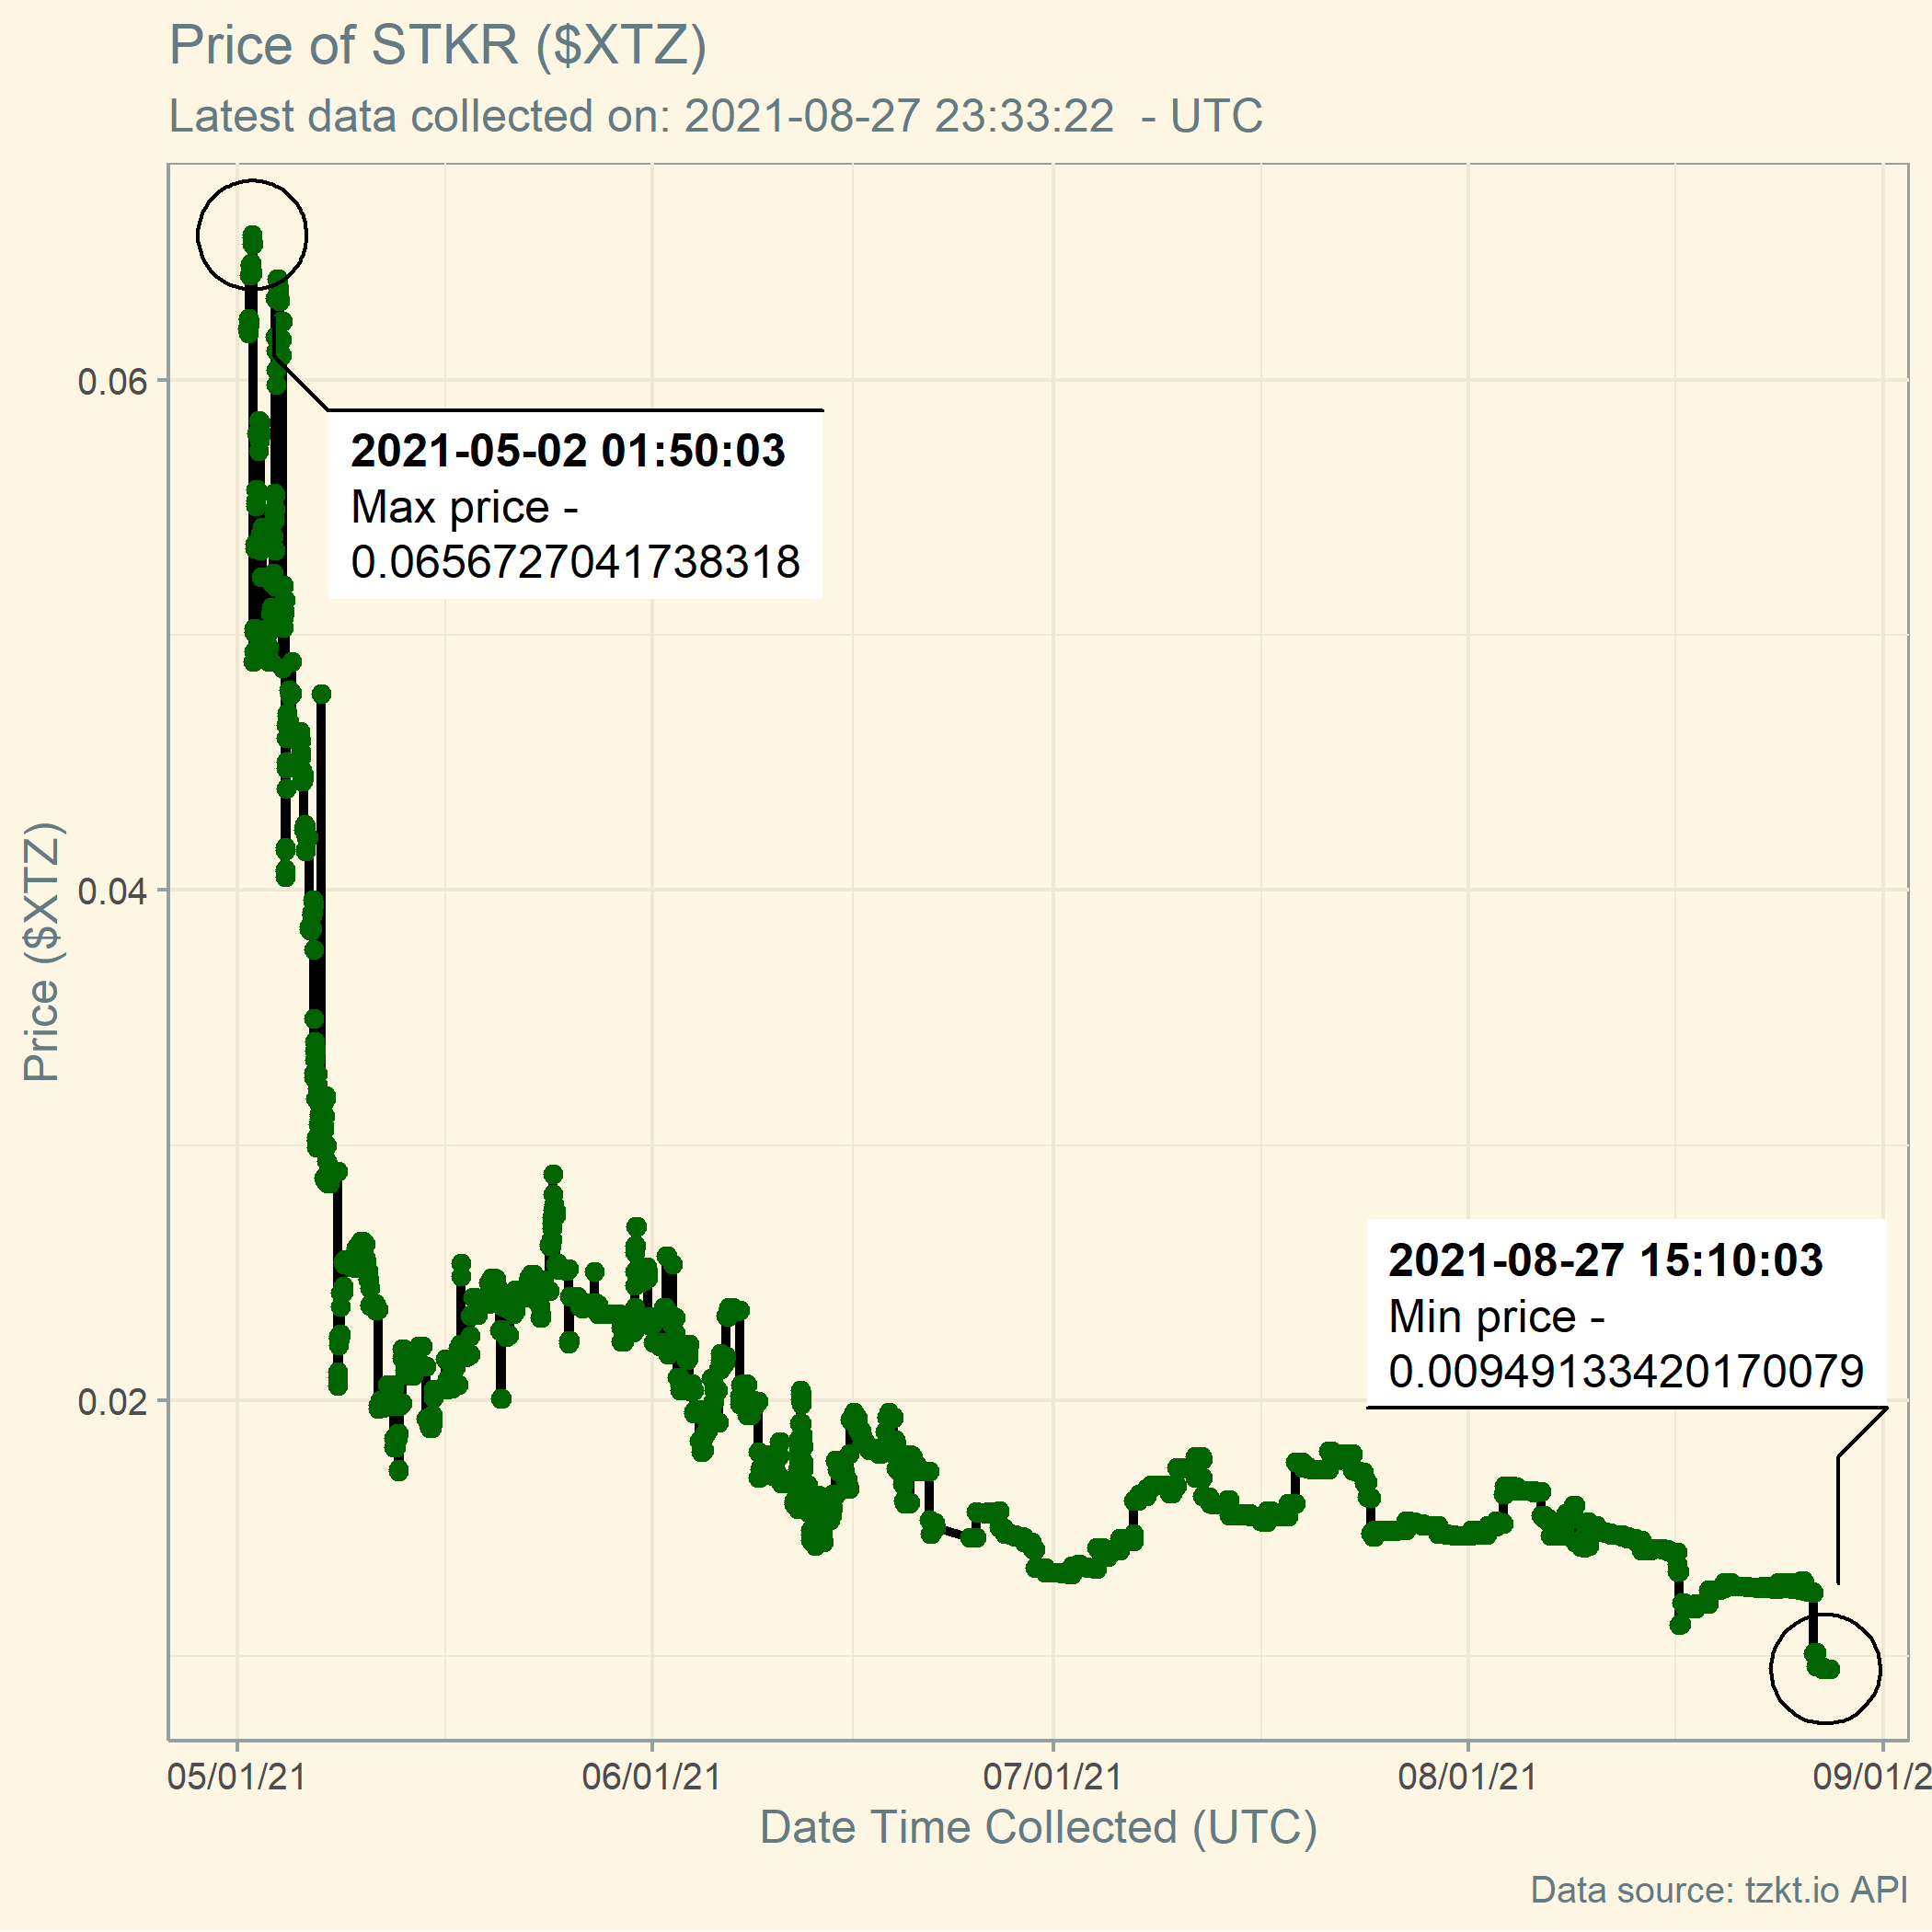 Price of STKR ($XTZ)
Latest data collected on: 2021-08-27 23:33:22  - UTC
0.06
2021-05-02 01:50:03
Max price -
0.0656727041738318
0.04
Price ($XTZ)
2021-08-27 15:10:03
Min price -
0.00949133420170079
0.02
05/01/21 06/01/21 07/01/21 08/01/21 09/01/2
Date Time Collected (UTC)
Data source: tzkt.io API